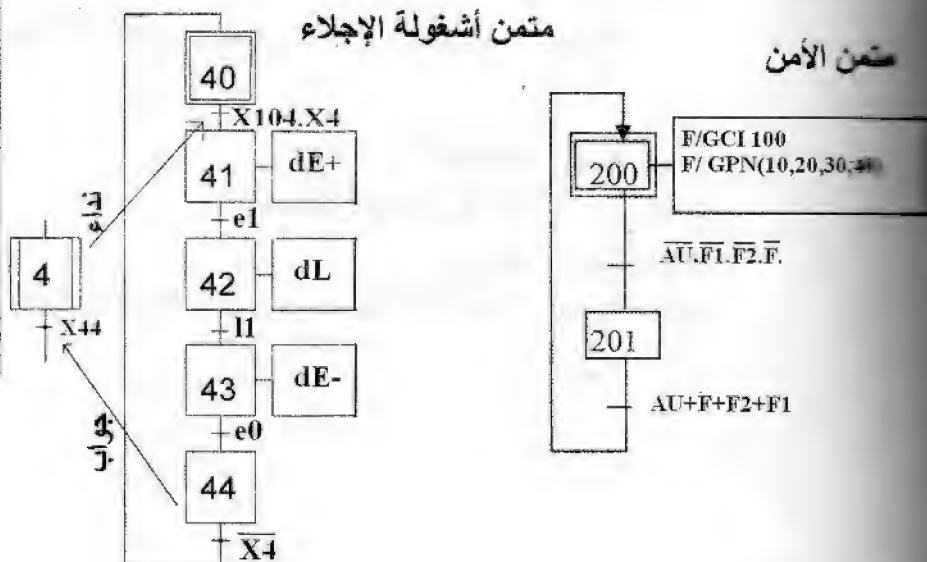 متمن أشغولة الإجلاء
40
X104.X4
41
dE+
e1
42
dL
l1
43
dE-
e0
44
X̅4̅
نداء
4
X44
جواب
متمن الأمن
200
F/GCI 100
F/ GPN(10,20,30,40)
A̅U̅.F̅1̅.F̅2̅.F̅.
201
AU+F+F2+F1